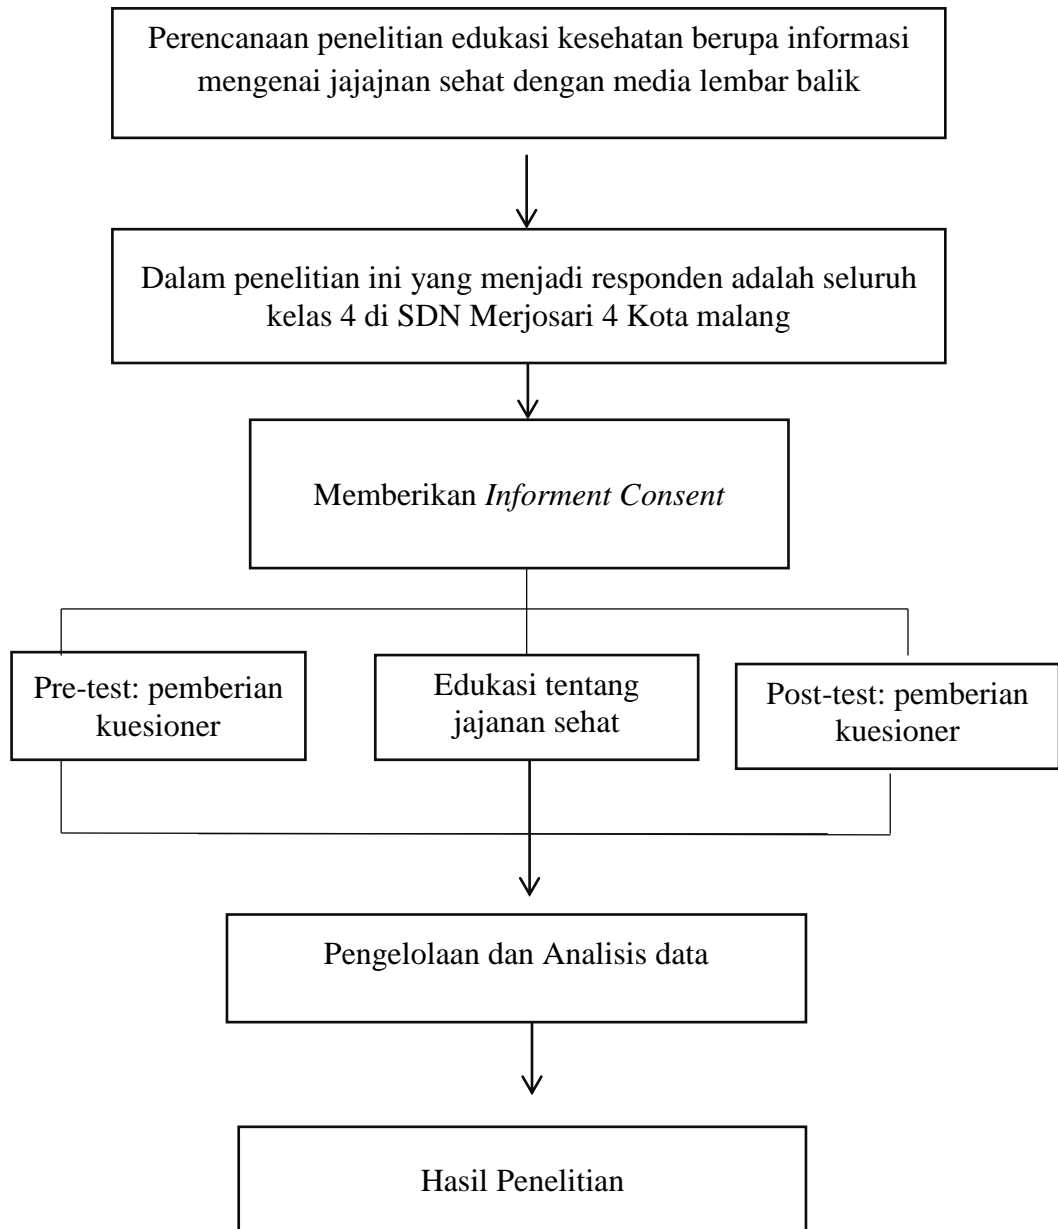 Perencanaan penelitian edukasi kesehatan berupa informasi
mengenai jajajnan sehat dengan media lembar balik
Dalam penelitian ini yang menjadi responden adalah seluruh
kelas 4 di SDN Merjosari 4 Kota malang
Memberikan Informent Consent
Pre-test: pemberian
kuesioner
Edukasi tentang
jajanan sehat
Post-test: pemberian
kuesioner
Pengelolaan dan Analisis data
Hasil Penelitian